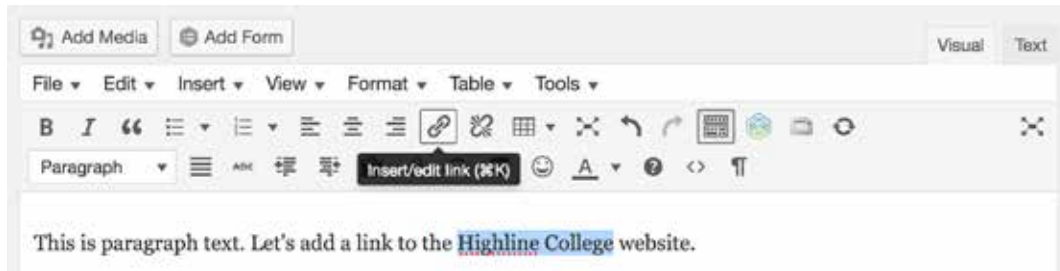 Add Media Add Form
Visual Text
File Edit Insert View Format Table Tools
B I
Paragraph ABC A
Insert/edit link (⌘K)
This is paragraph text. Let's add a link to the Highline College website.